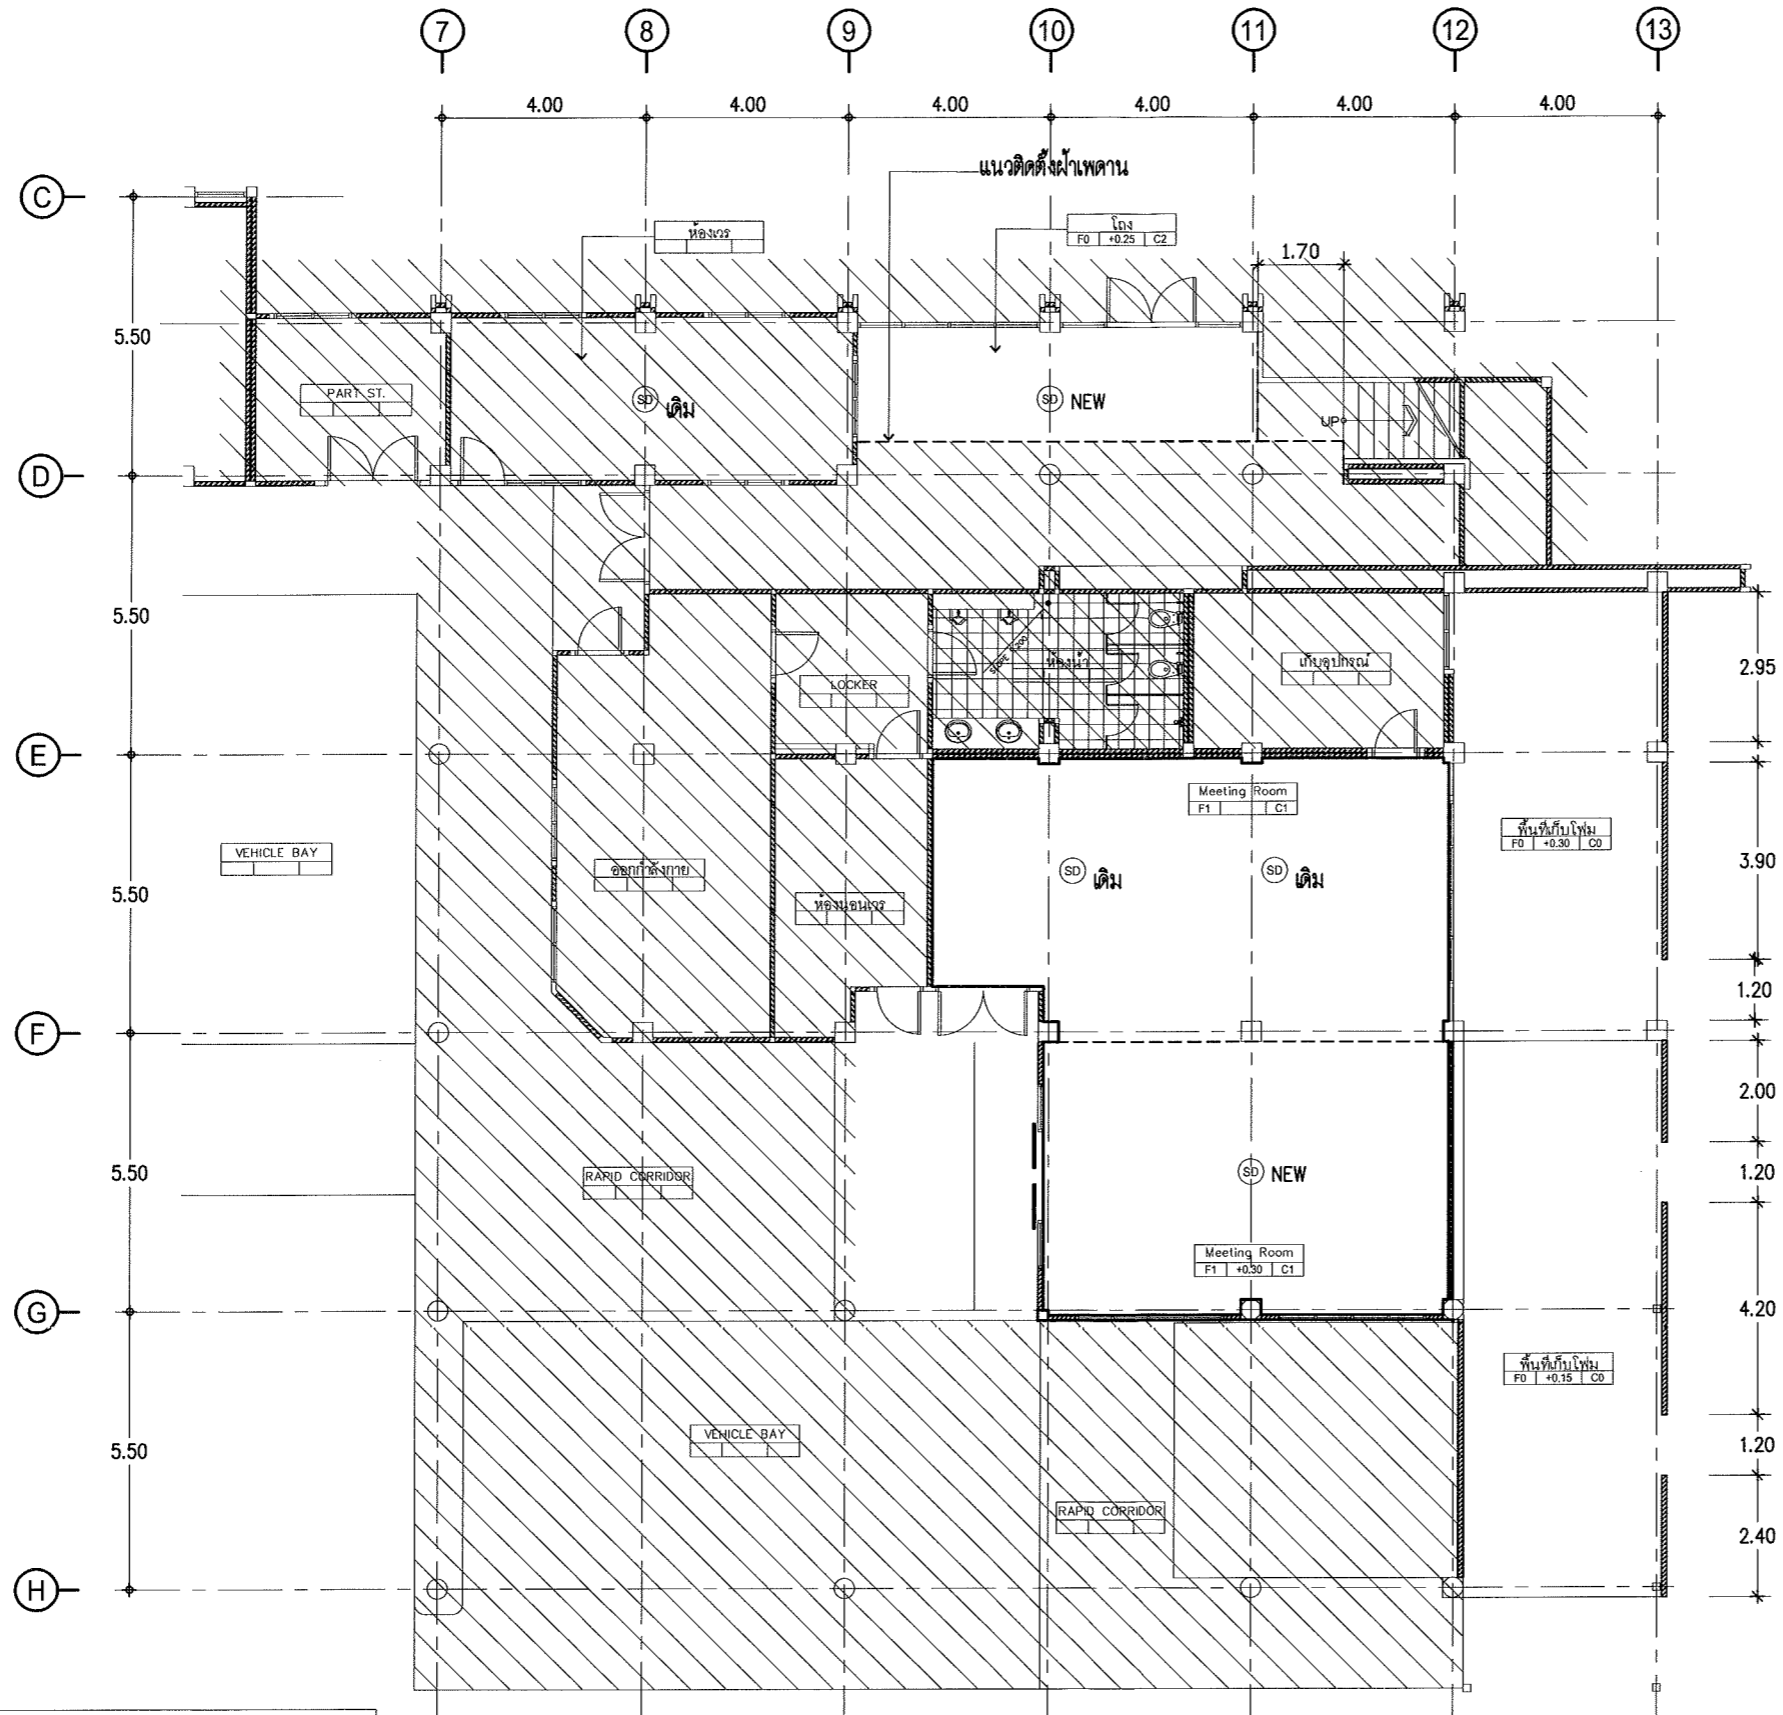 7 8 9 10 11 12 13
4.00 4.00 4.00 4.00 4.00 4.00
แนวติดตั้งฝ้าเพดาน
C
ห้องเวร
โถง
F0 +0.25 C2
1.70
5.50
PART ST.
SD เดิม
SD NEW
UP
D
5.50
SLOPE 1:200
ห้องน้ำ
เก็บอุปกรณ์
2.95
LOCKER
E
Meeting Room
F1 C1
พื้นที่เก็บโฟม
F0 +0.30 C0
VEHICLE BAY
3.90
ออกกำลังกาย
SD เดิม
SD เดิม
5.50
ห้องนอนเวร
1.20
F
2.00
5.50
RAPID CORRIDOR
SD NEW
1.20
Meeting Room
F1 +0.30 C1
G
4.20
พื้นที่เก็บโฟม
F0 +0.15 C0
VEHICLE BAY
5.50
1.20
RAPID CORRIDOR
2.40
H